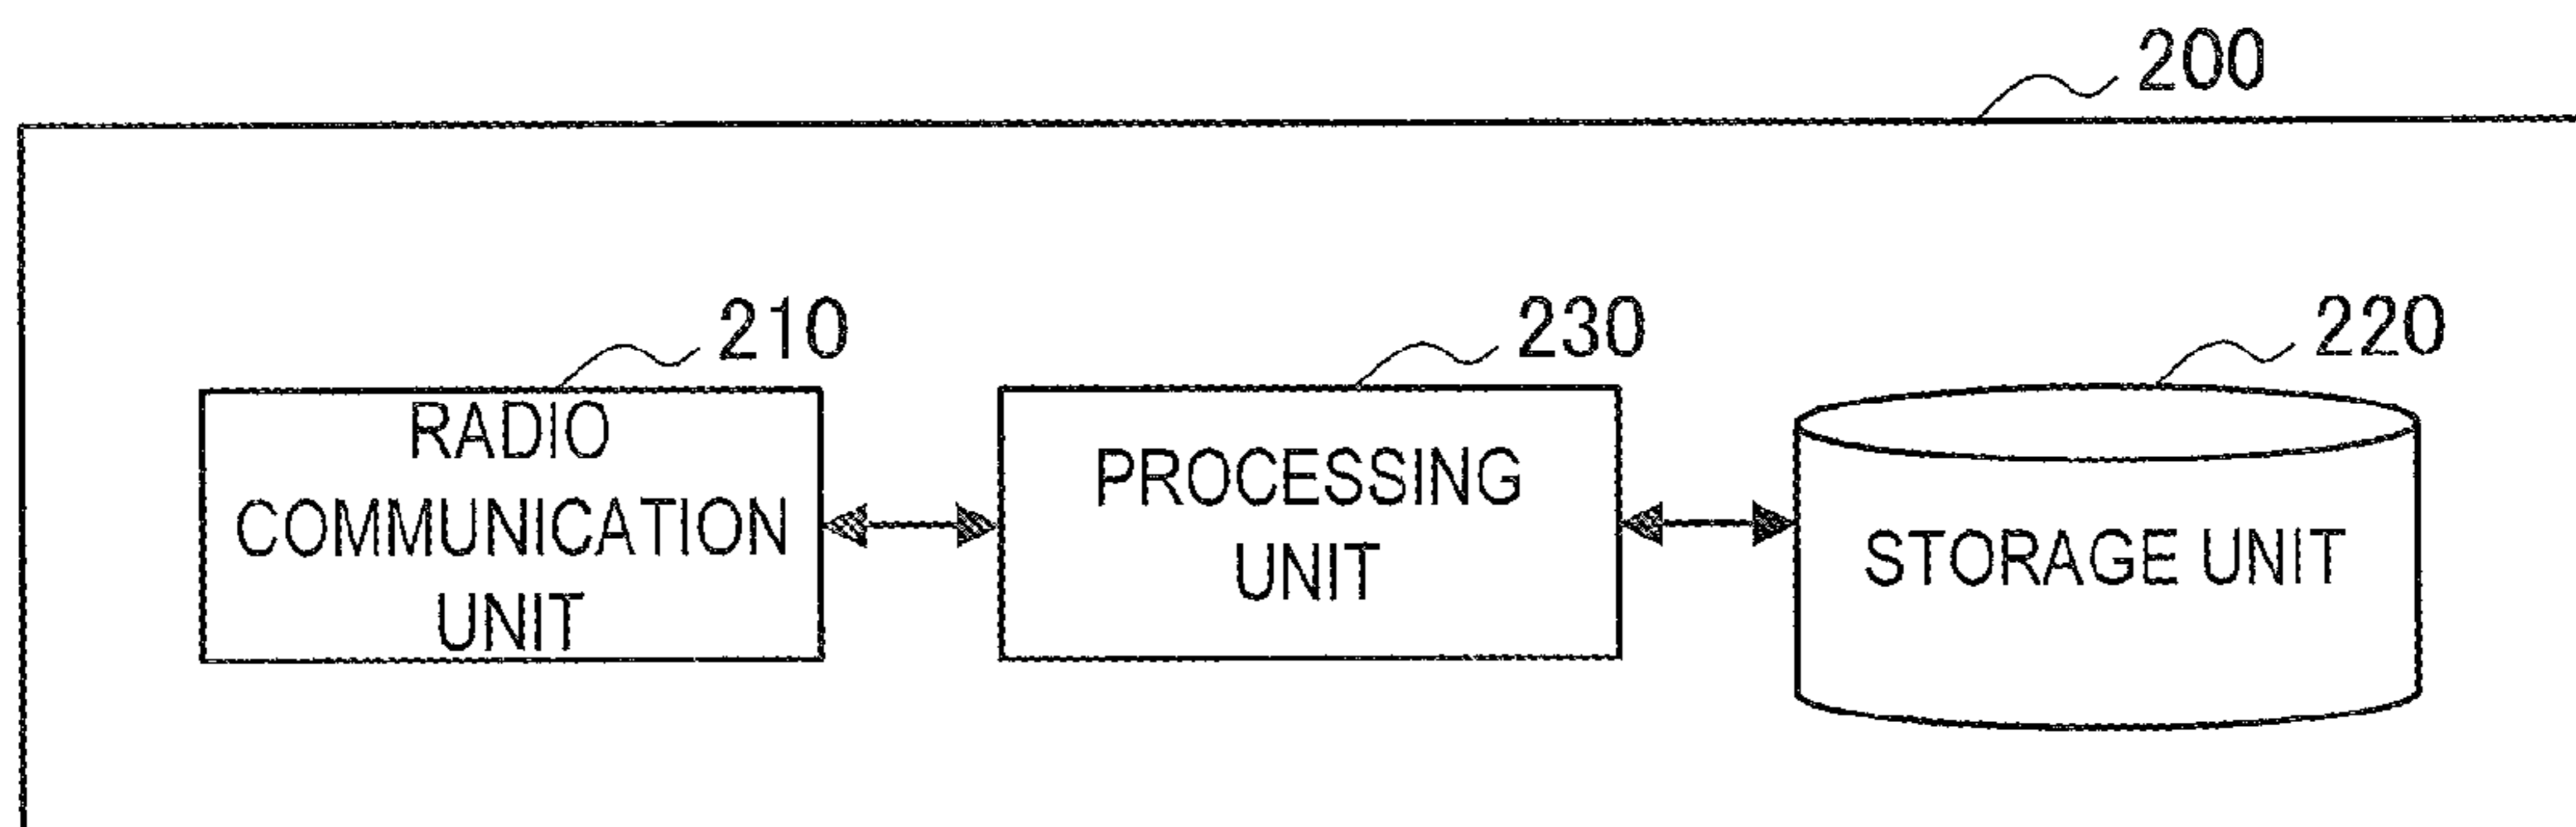 200
210
230
220
RADIO
COMMUNICATION
UNIT
PROCESSING
UNIT
STORAGE UNIT